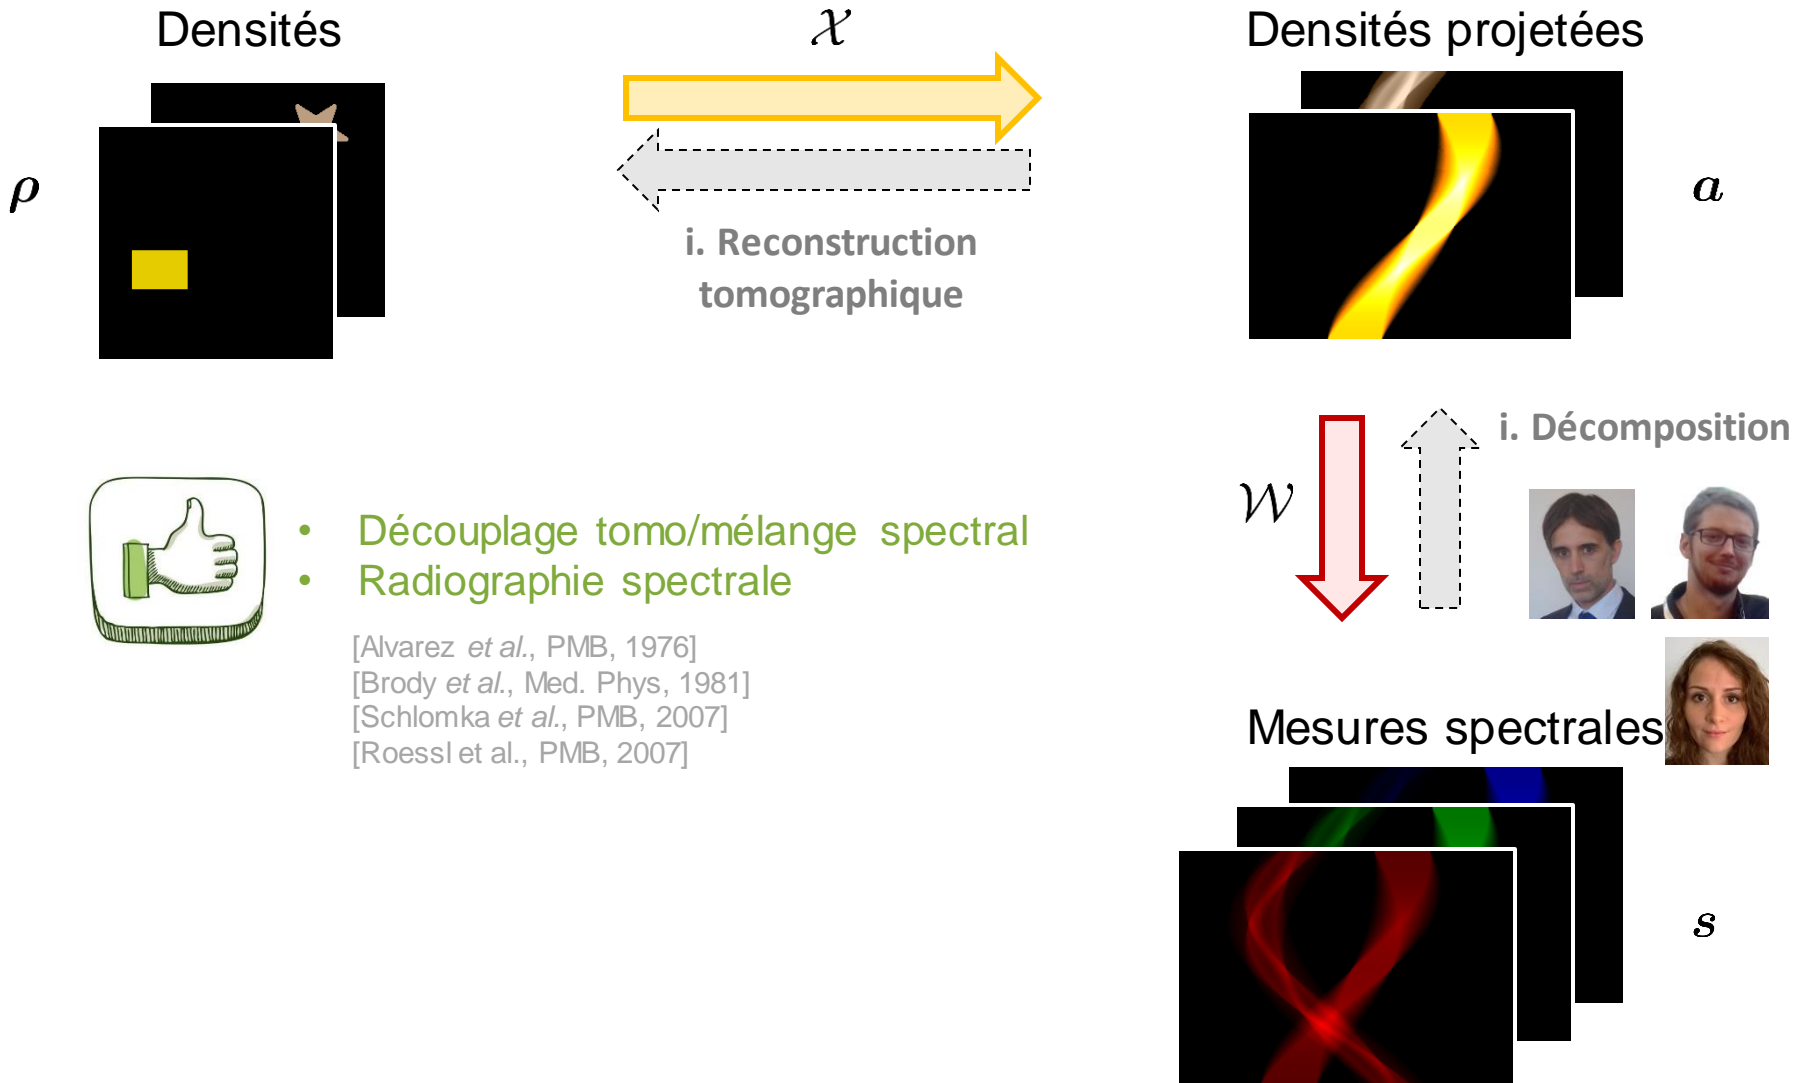 Densités
𝒳
Densités projetées
ρ
a
i. Reconstruction
tomographique
i. Décomposition
𝒲
• Découplage tomo/mélange spectral
• Radiographie spectrale
[Alvarez et al., PMB, 1976]
[Brody et al., Med. Phys, 1981]
[Schlomka et al., PMB, 2007]
[Roessl et al., PMB, 2007]
Mesures spectrales
s